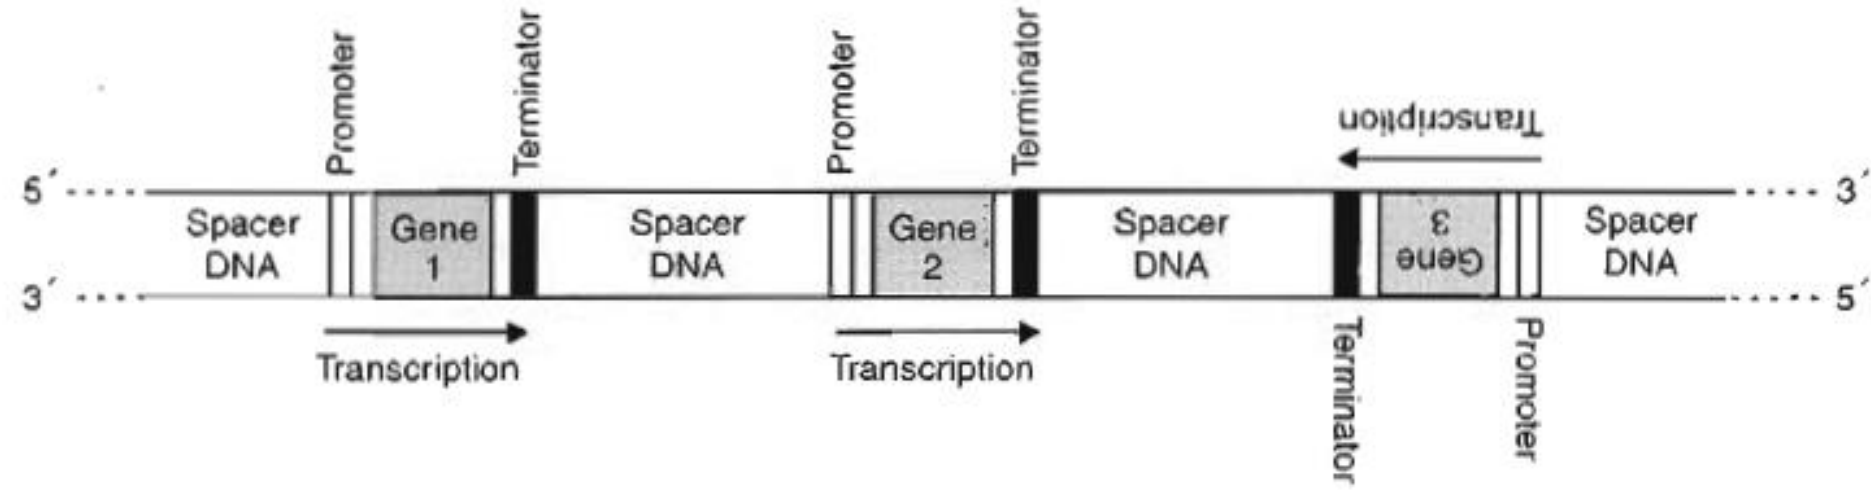 Promoter
Terminator
Promoter
Terminator
Transcription
5´
3´
Spacer
DNA
Gene
1
Spacer
DNA
Gene
2
Spacer
DNA
Gene
3
Spacer
DNA
3´
5´
Transcription
Transcription
Terminator
Promoter